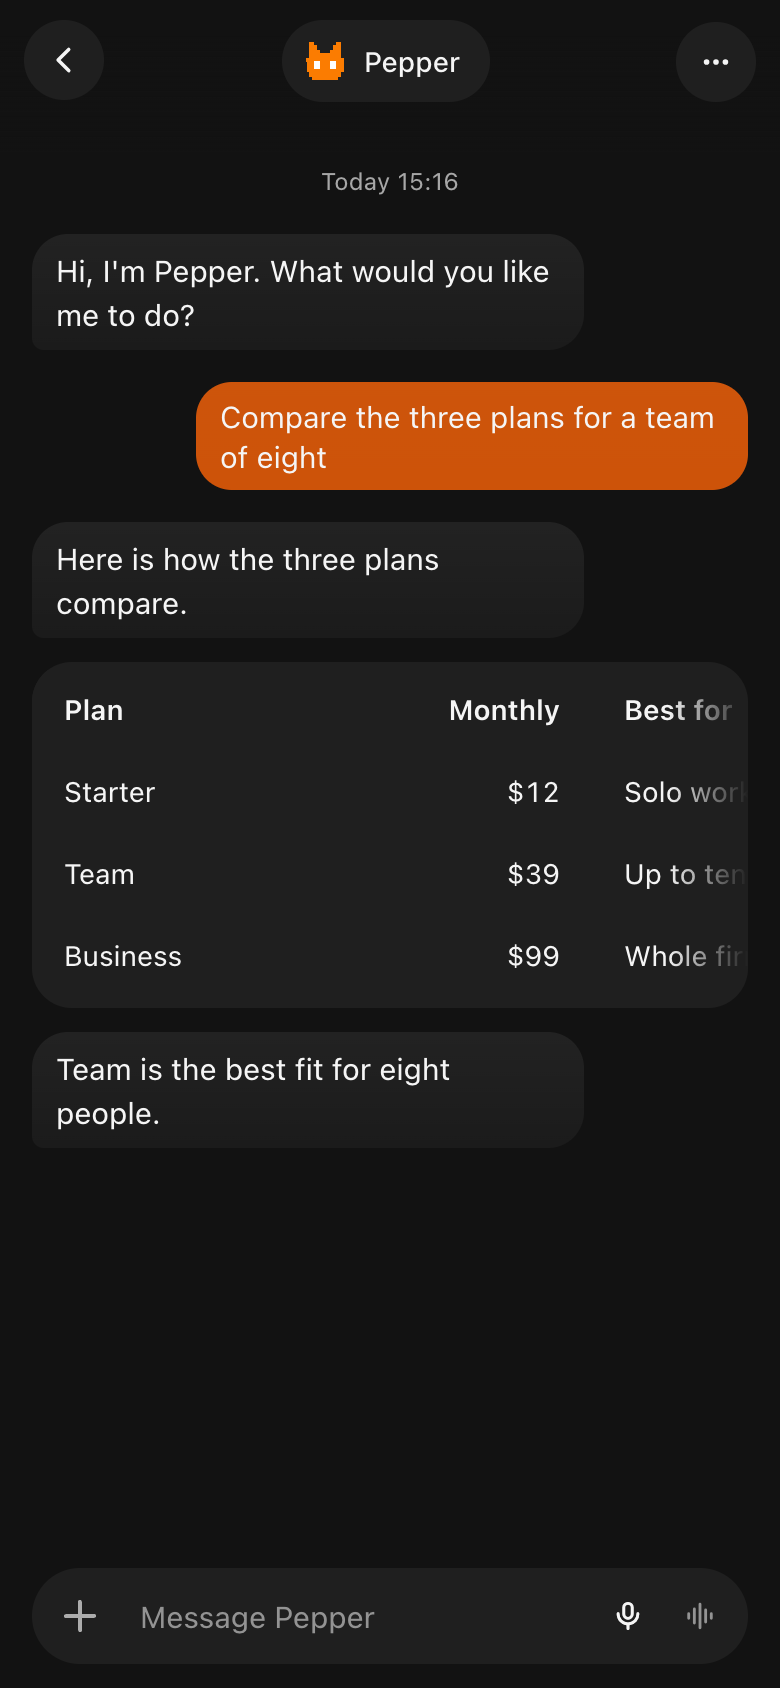 Pepper
Today 15:16
Hi, I'm Pepper. What would you like
me to do?
Compare the three plans for a team
of eight
Here is how the three plans
compare.
Plan Monthly Best for
Starter $12 Solo
Team $39 Up to ten
Business $99 Whole
Team is the best fit for eight
people.
Message Pepper